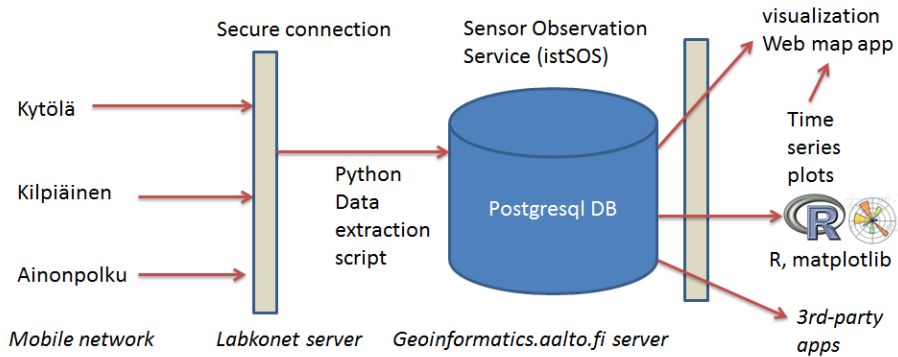 Secure connection
Sensor Observation
Service (istSOS)
visualization
Web map app
Kytölä
Kilpiäinen
Ainonpolku
Python
Data
extraction
script
Postgresql DB
Time
series
plots
R
R, matplotlib
3rd-party
apps
Mobile network
Labkonet server
Geoinformatics.aalto.fi server